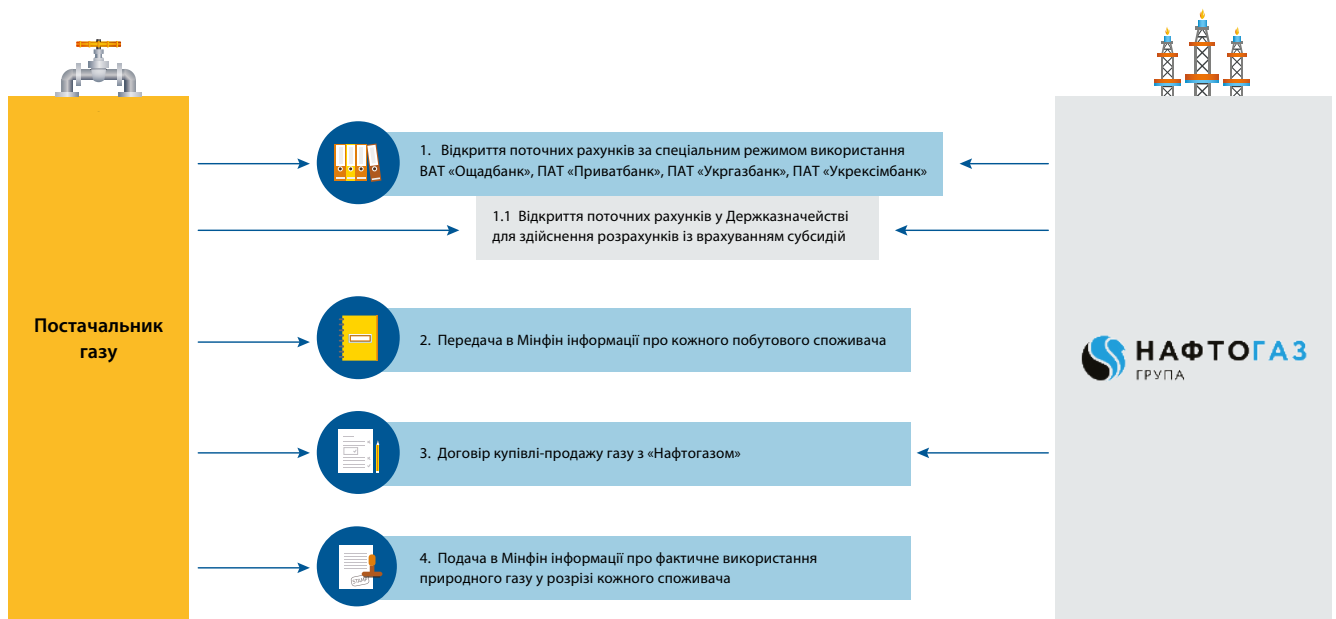 1. Відкриття поточних рахунків за спеціальним режимом використання
ВАТ «Ощадбанк», ПАТ «Приватбанк», ПАТ «Укргазбанк», ПАТ «Укрексімбанк»
1.1 Відкриття поточних рахунків у Держказначействі
для здійснення розрахунків із врахуванням субсидій
Постачальник
газу
2. Передача в Мінфін інформації про кожного побутового споживача
НАФТОГАЗ
ГРУПА
3. Договір купівлі-продажу газу з «Нафтогазом»
4. Подача в Мінфін інформації про фактичне використання
природного газу у розрізі кожного споживача
STAMP